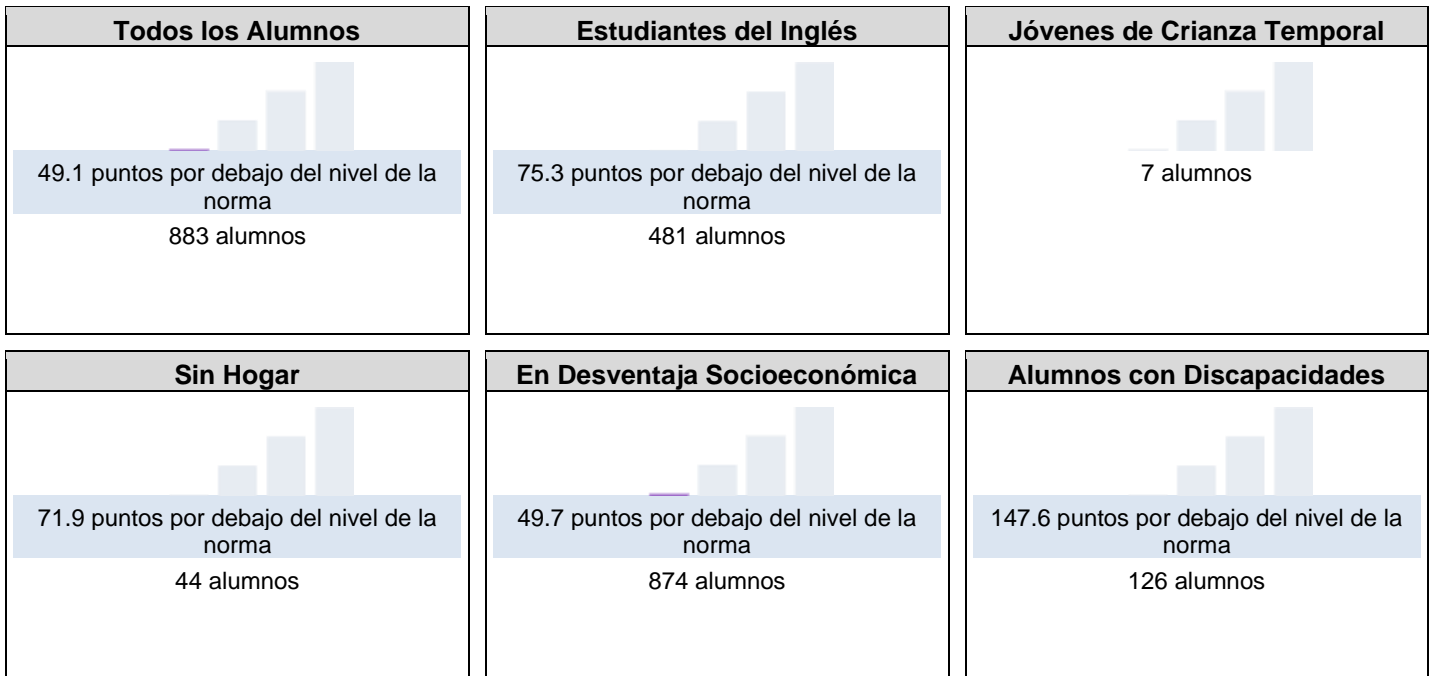 Todos los Alumnos
49.1 puntos por debajo del nivel de la
norma
883 alumnos
Estudiantes del Inglés
75.3 puntos por debajo del nivel de la
norma
481 alumnos
Jóvenes de Crianza Temporal
7 alumnos
Sin Hogar
71.9 puntos por debajo del nivel de la
norma
44 alumnos
En Desventaja Socioeconómica
49.7 puntos por debajo del nivel de la
norma
874 alumnos
Alumnos con Discapacidades
147.6 puntos por debajo del nivel de la
norma
126 alumnos